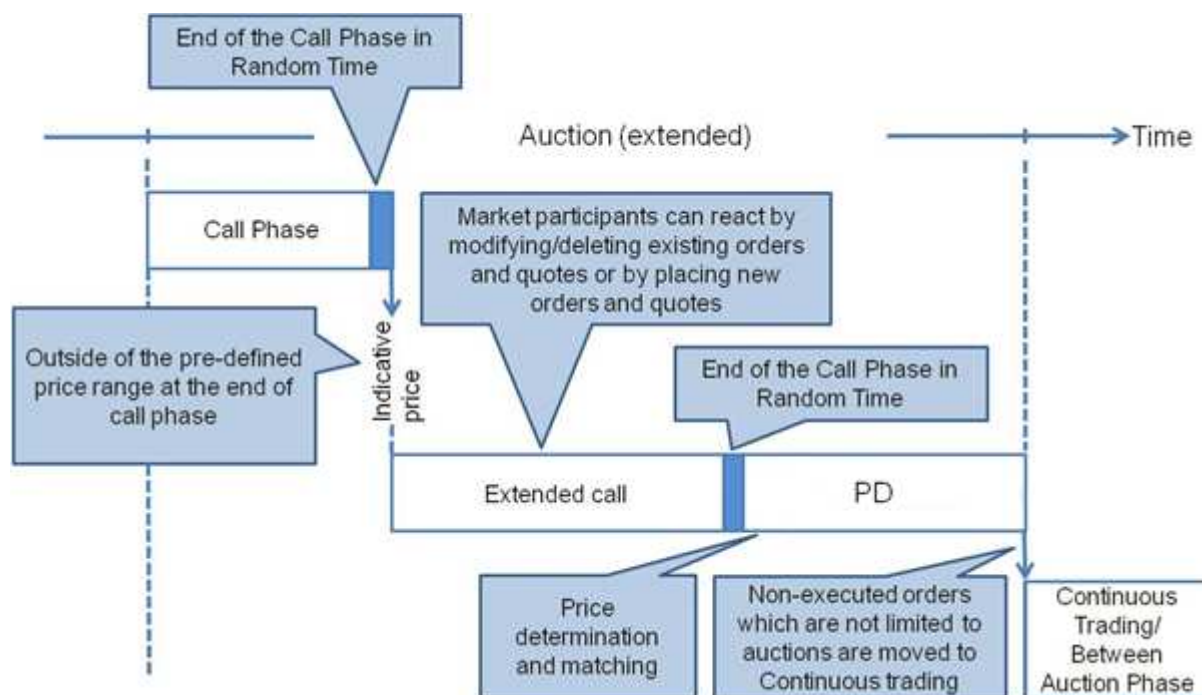 End of the Call Phase in
Random Time
Auction (extended)
Time
Call Phase
Market participants can react by
modifying/deleting existing orders
and quotes or by placing new
orders and quotes
Outside of the pre-defined
price range at the end of
call phase
Indicative
price
End of the Call Phase in
Random Time
Extended call
PD
Price
determination
and matching
Non-executed orders
which are not limited to
auctions are moved to
Continuous trading
Continuous
Trading/
Between
Auction Phase